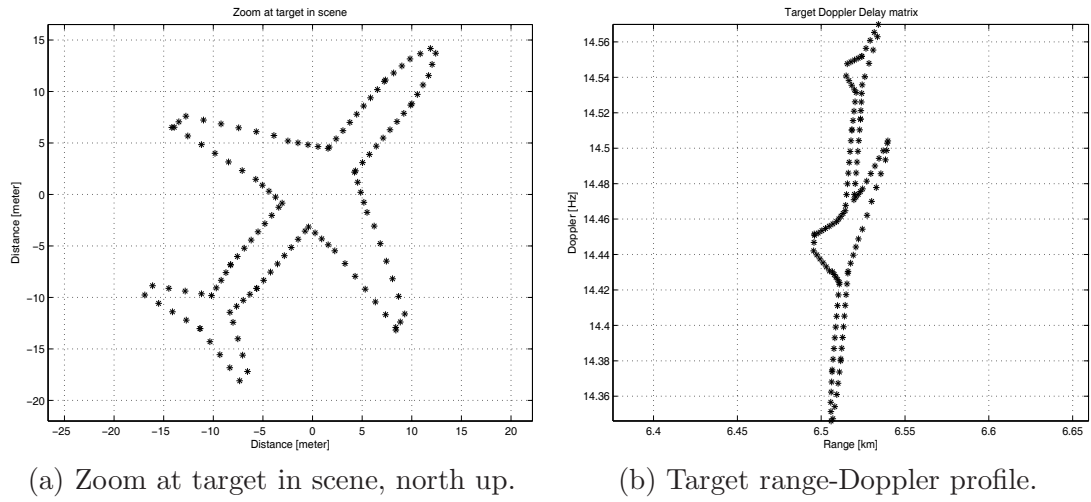 Zoom at target in scene
15
10
5
0
−5
−10
−15
−20
−25 −20 −15 −10 −5 0 5 10 15 20
Distance [meter]
Distance [meter]
(a) Zoom at target in scene, north up.
Target Doppler Delay matrix
14.56
14.54
14.52
14.5
14.48
14.46
14.44
14.42
14.4
14.38
14.36
6.4 6.45 6.5 6.55 6.6 6.65
Doppler [Hz]
Range [km]
(b) Target range-Doppler profile.